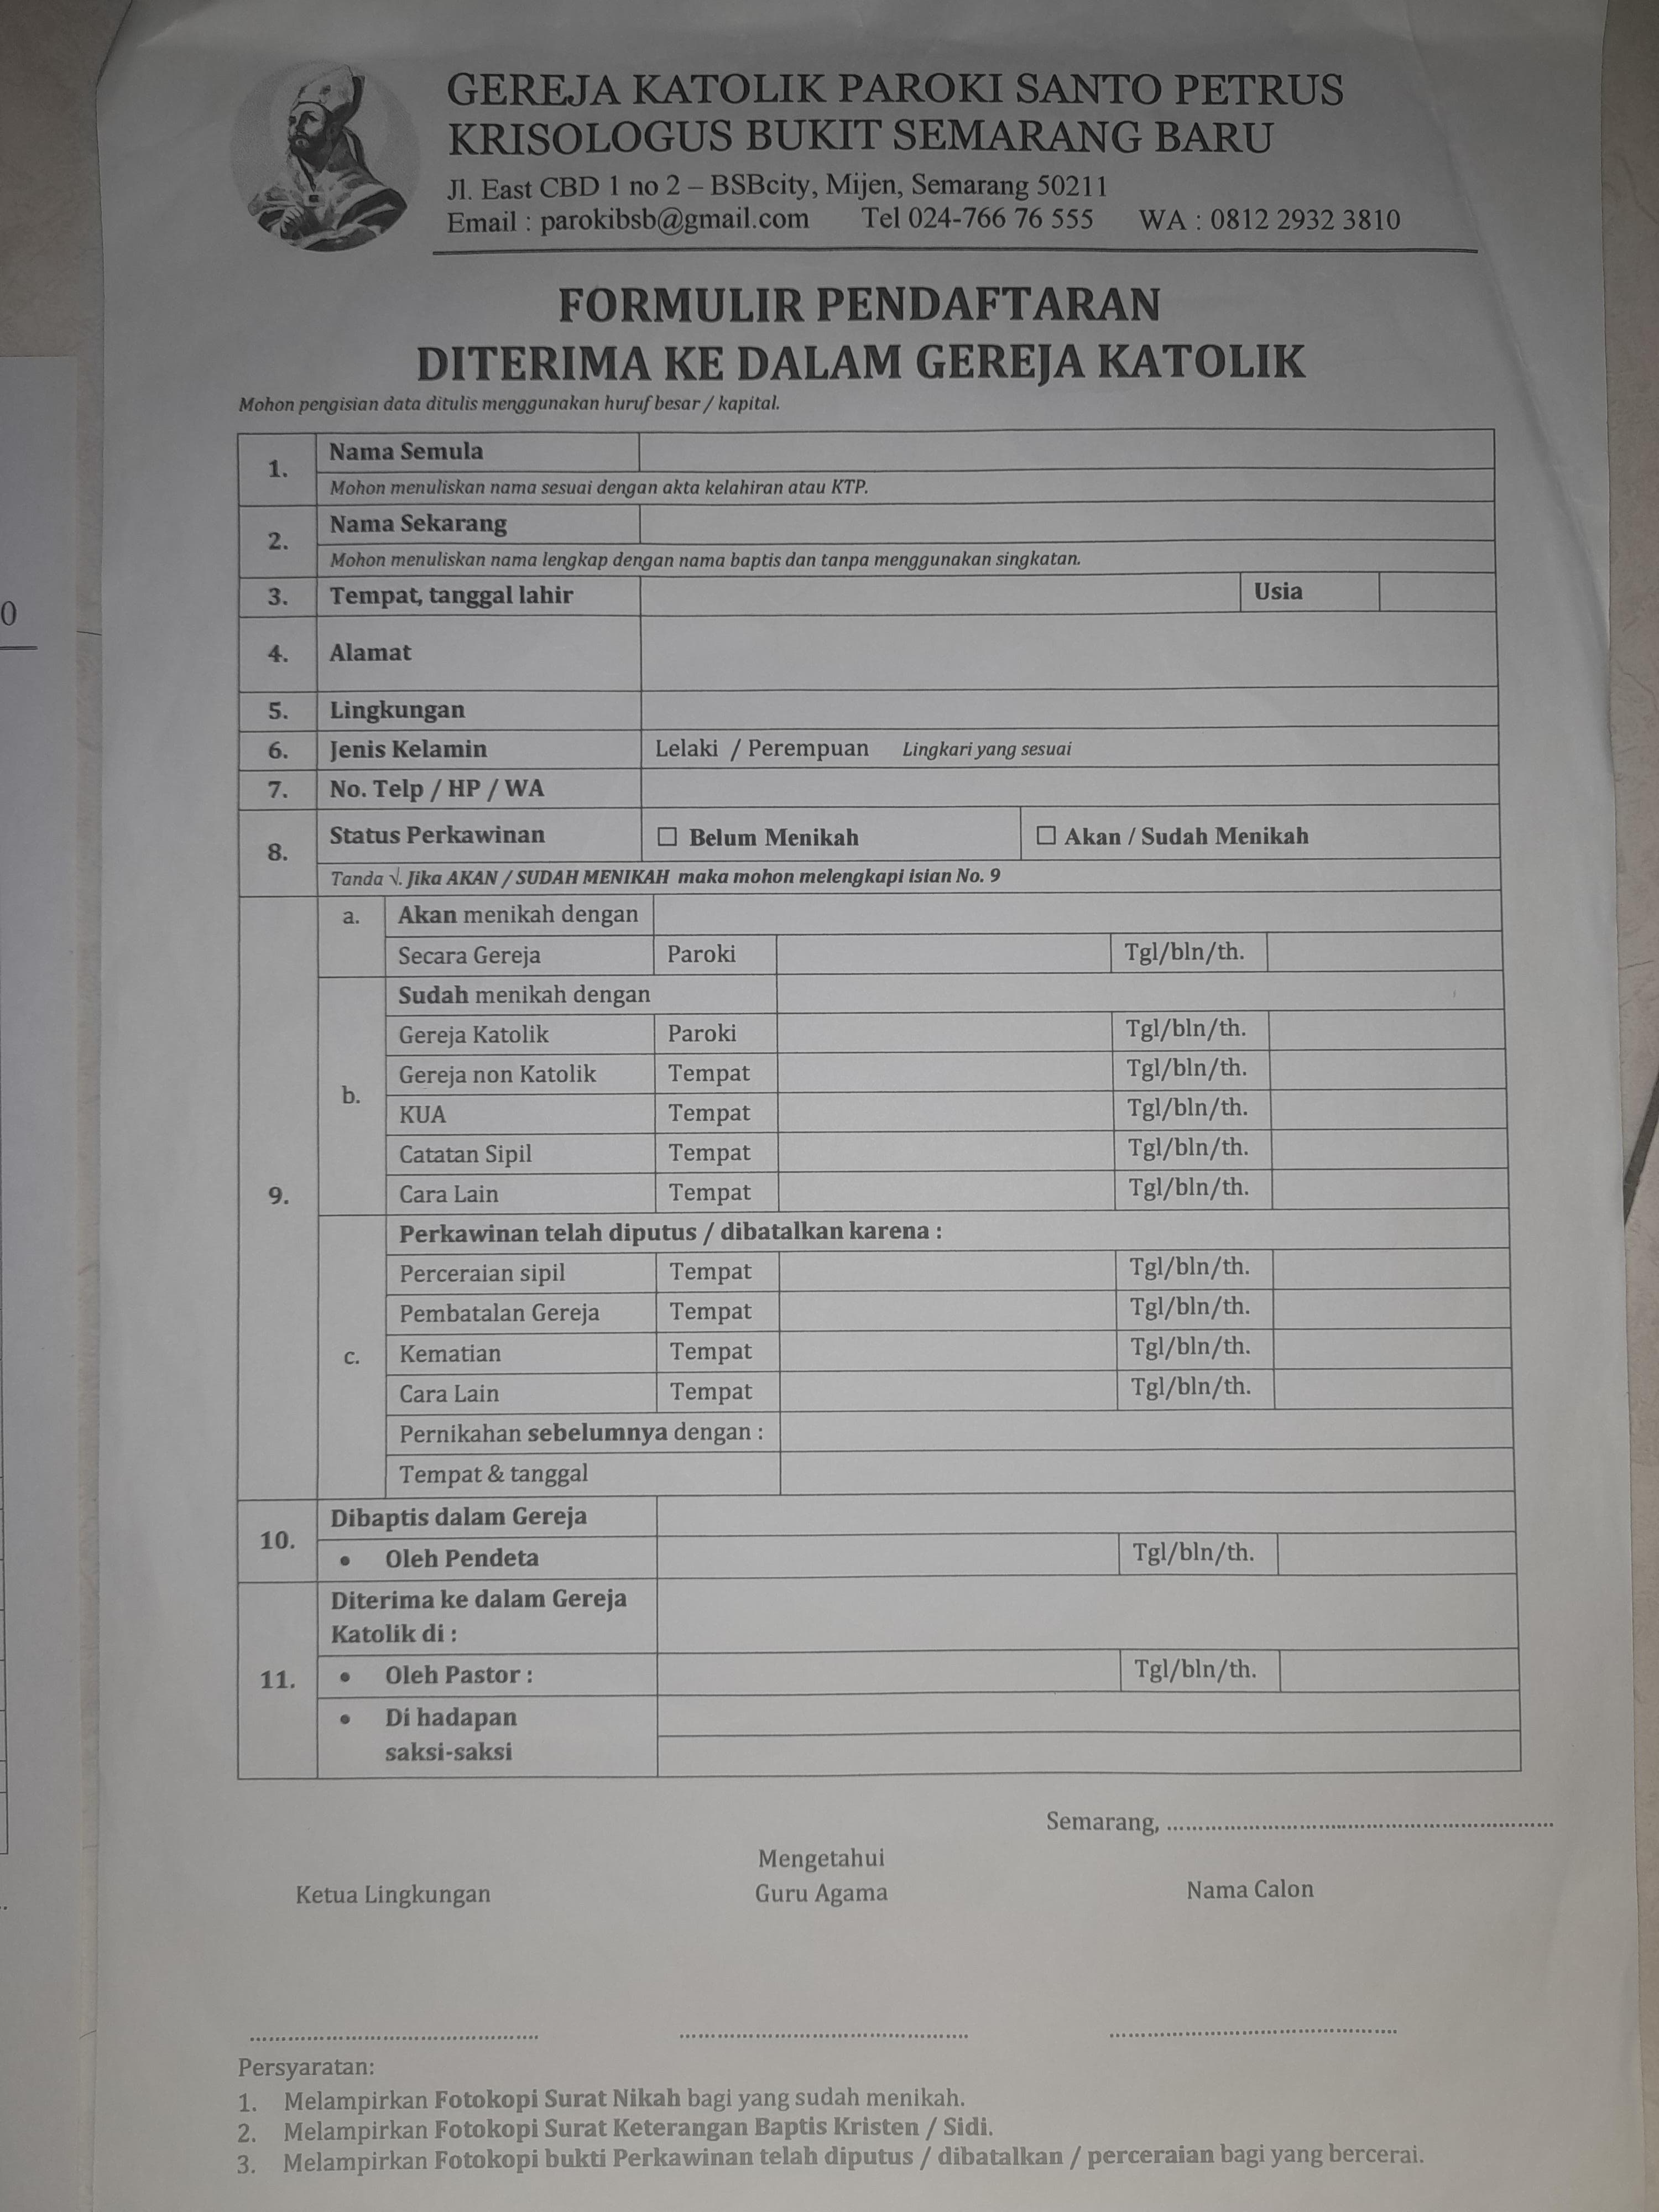 GEREJA KATOLIK PAROKI SANTO PETRUS
KRISOLOGUS BUKIT SEMARANG BARU
Jl. East CBD 1 no 2 – BSBcity, Mijen, Semarang 50211
Email : parokibsb@gmail.com Tel 024-766 76 555 WA : 0812 2932 3810
FORMULIR PENDAFTARAN
DITERIMA KE DALAM GEREJA KATOLIK
Mohon pengisian data ditulis menggunakan huruf besar / kapital.
1. Nama Semula
Mohon menuliskan nama sesuai dengan akta kelahiran atau KTP.
2. Nama Sekarang
Mohon menuliskan nama lengkap dengan nama baptis dan tanpa menggunakan singkatan.
3. Tempat, tanggal lahir Usia
4. Alamat
5. Lingkungan
6. Jenis Kelamin Lelaki / Perempuan Lingkari yang sesuai
7. No. Telp / HP / WA
8. Status Perkawinan ☐ Belum Menikah ☐ Akan / Sudah Menikah
Tanda √. Jika AKAN / SUDAH MENIKAH maka mohon melengkapi isian No. 9
9. a. Akan menikah dengan
Secara Gereja Paroki Tgl/bln/th.
b. Sudah menikah dengan
Gereja Katolik Paroki Tgl/bln/th.
Gereja non Katolik Tempat Tgl/bln/th.
KUA Tempat Tgl/bln/th.
Catatan Sipil Tempat Tgl/bln/th.
Cara Lain Tempat Tgl/bln/th.
c. Perkawinan telah diputus / dibatalkan karena :
Perceraian sipil Tempat Tgl/bln/th.
Pembatalan Gereja Tempat Tgl/bln/th.
Kematian Tempat Tgl/bln/th.
Cara Lain Tempat Tgl/bln/th.
Pernikahan sebelumnya dengan :
Tempat & tanggal
10. Dibaptis dalam Gereja
• Oleh Pendeta Tgl/bln/th.
11. Diterima ke dalam Gereja
Katolik di :
• Oleh Pastor : Tgl/bln/th.
• Di hadapan
saksi-saksi
Semarang, ..........................................................
Mengetahui
Ketua Lingkungan Guru Agama Nama Calon
............................................ ............................................ ............................................
Persyaratan:
1. Melampirkan Fotokopi Surat Nikah bagi yang sudah menikah.
2. Melampirkan Fotokopi Surat Keterangan Baptis Kristen / Sidi.
3. Melampirkan Fotokopi bukti Perkawinan telah diputus / dibatalkan / perceraian bagi yang bercerai.
0